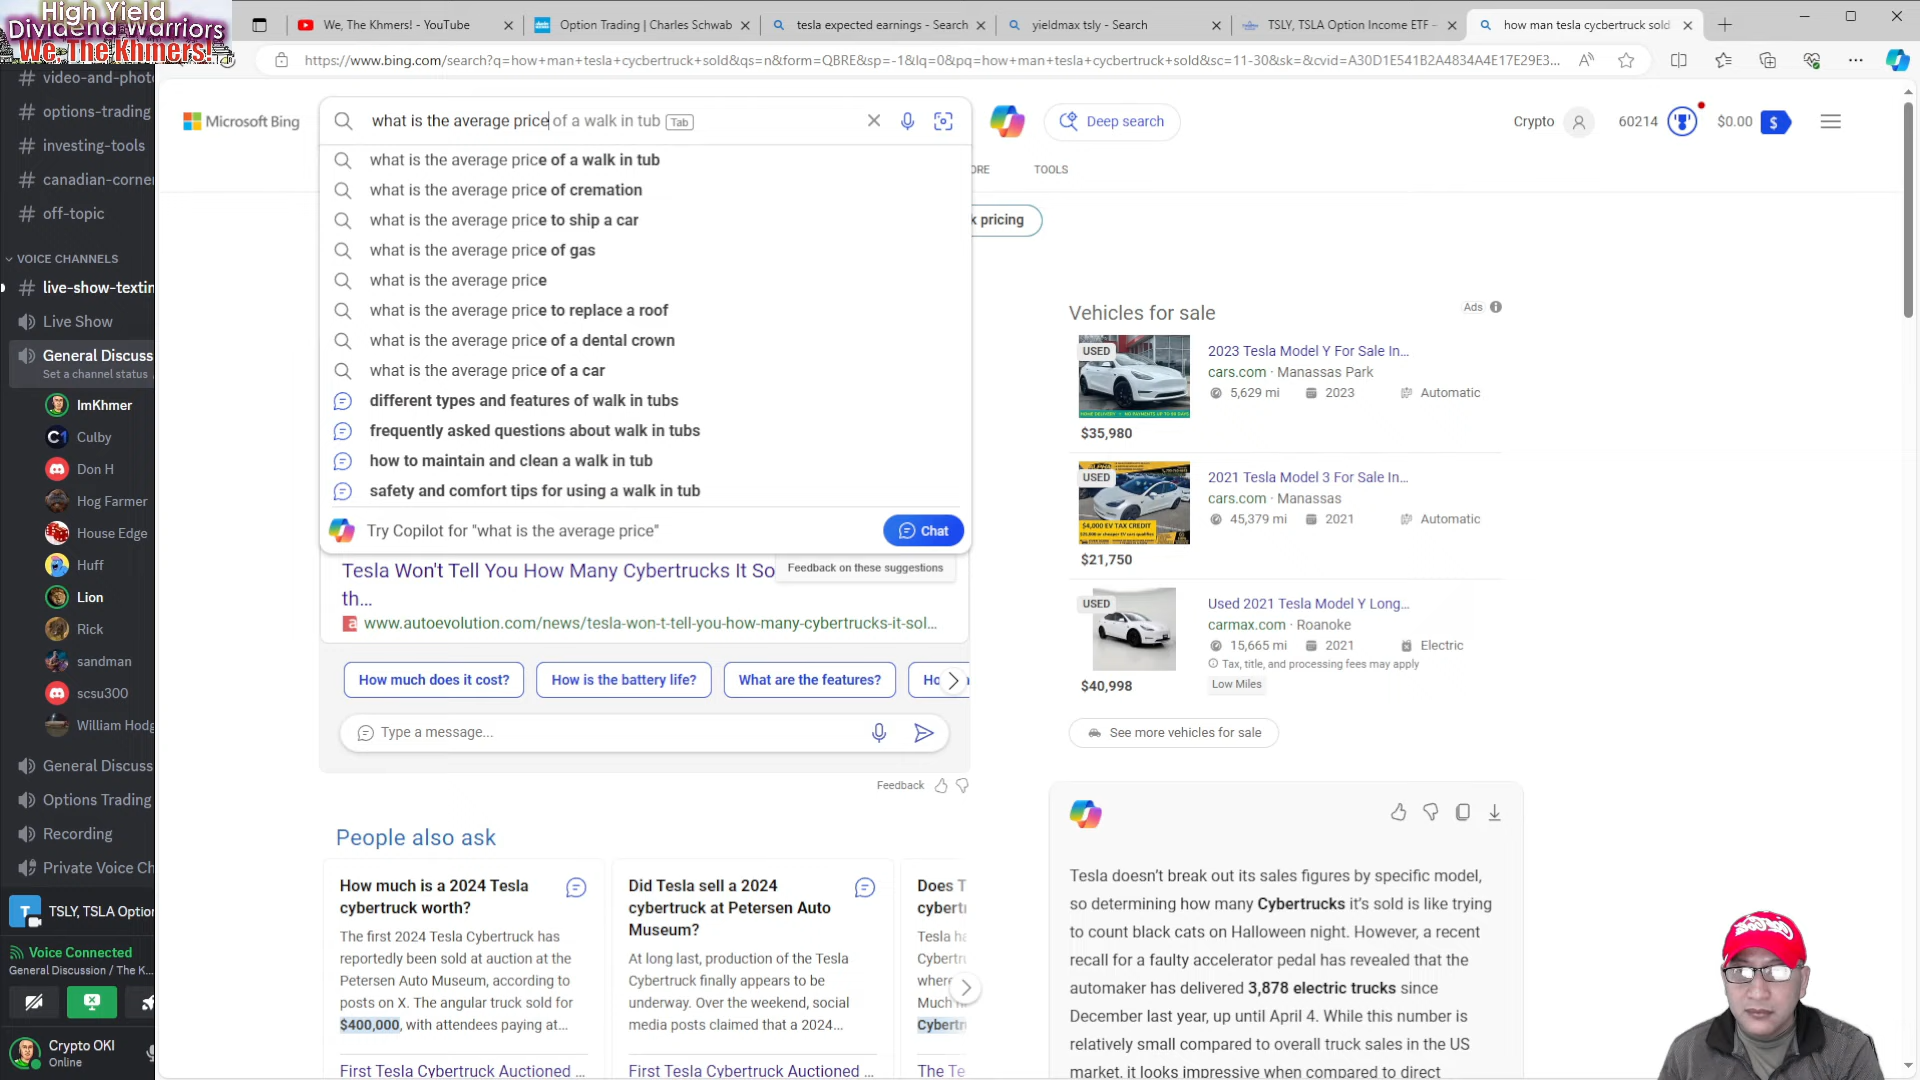 High Yield
Dividend Warriors
We, The Khmers!
We, The Khmers! - YouTube
Option Trading | Charles Schwab
tesla expected earnings - Search
yieldmax tsly - Search
TSLY, TSLA Option Income ETF -
how man tesla cycbertruck sold
https://www.bing.com/search?q=how+man+tesla+cycbertruck+sold&qs=n&form=QBRE&sp=-1&lq=0&pq=how+man+tesla+cycbertruck+sold&sc=11-30&sk=&cvid=A30D1E541B2A4834A4E17E29E3...
video-and-photo
options-trading
investing-tools
canadian-corner
off-topic
VOICE CHANNELS
live-show-textin
Live Show
General Discuss
Set a channel status
ImKhmer
Culby
Don H
Hog Farmer
House Edge
Huff
Lion
Rick
sandman
scsu300
William Hodg
General Discuss
Options Trading
Recording
Private Voice Ch
TSLY, TSLA Option
Voice Connected
General Discussion / The K...
Crypto OKI
Online
Microsoft Bing
what is the average price of a walk in tub Tab
Deep search
Crypto
60214
$0.00
what is the average price of a walk in tub
what is the average price of cremation
what is the average price to ship a car
what is the average price of gas
what is the average price
what is the average price to replace a roof
what is the average price of a dental crown
what is the average price of a car
different types and features of walk in tubs
frequently asked questions about walk in tubs
how to maintain and clean a walk in tub
safety and comfort tips for using a walk in tub
Try Copilot for "what is the average price"
Chat
Feedback on these suggestions
ORE
TOOLS
k pricing
Tesla Won't Tell You How Many Cybertrucks It So
th...
www.autoevolution.com/news/tesla-won-t-tell-you-how-many-cybertrucks-it-sol...
How much does it cost?
How is the battery life?
What are the features?
Ho
Type a message...
Feedback
People also ask
How much is a 2024 Tesla
cybertruck worth?
The first 2024 Tesla Cybertruck has
reportedly been sold at auction at the
Petersen Auto Museum, according to
posts on X. The angular truck sold for
$400,000, with attendees paying at...
First Tesla Cybertruck Auctioned ...
Did Tesla sell a 2024
cybertruck at Petersen Auto
Museum?
At long last, production of the Tesla
Cybertruck finally appears to be
underway. Over the weekend, social
media posts claimed that a 2024...
First Tesla Cybertruck Auctioned ...
Does T
cybertr
Tesla ha
Cybertr
where
Much
Cybertr
The Te
Vehicles for sale
Ads
USED
2023 Tesla Model Y For Sale In...
cars.com · Manassas Park
5,629 mi
2023
Automatic
$35,980
USED
2021 Tesla Model 3 For Sale In...
cars.com · Manassas
45,379 mi
2021
Automatic
$4,000 EV TAX CREDIT
$21,750
USED
Used 2021 Tesla Model Y Long...
carmax.com · Roanoke
15,665 mi
2021
Electric
Tax, title, and processing fees may apply
Low Miles
$40,998
See more vehicles for sale
Tesla doesn't break out its sales figures by specific model,
so determining how many Cybertrucks it's sold is like trying
to count black cats on Halloween night. However, a recent
recall for a faulty accelerator pedal has revealed that the
automaker has delivered 3,878 electric trucks since
December last year, up until April 4. While this number is
relatively small compared to overall truck sales in the US
market, it looks impressive when compared to direct